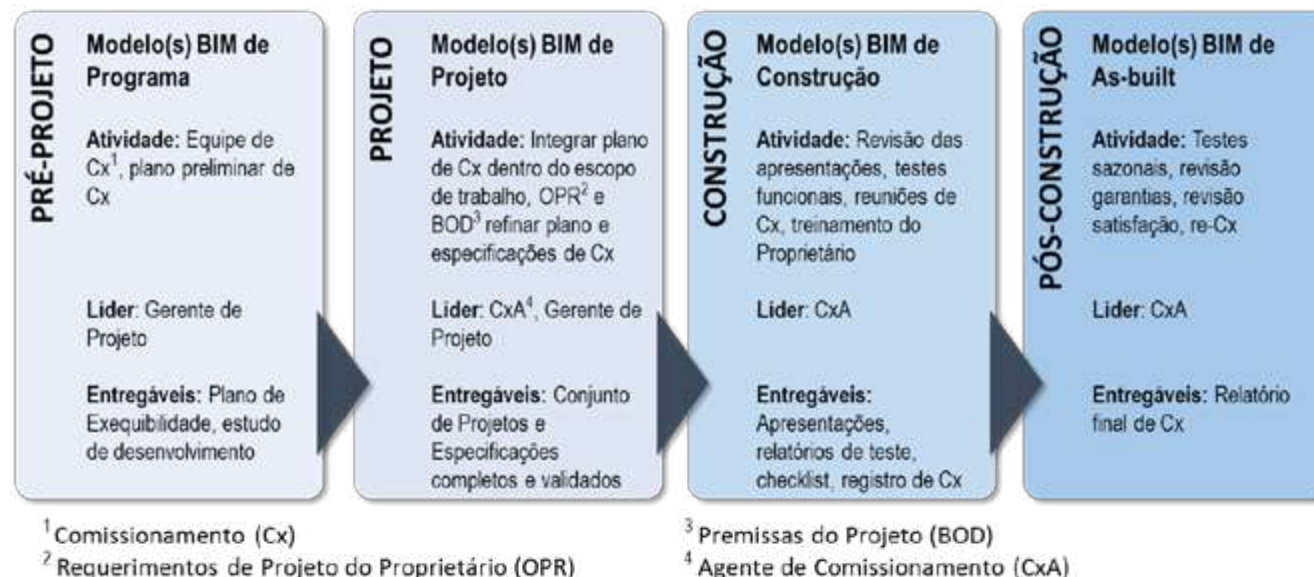 PRÉ-PROJETO
Modelo(s) BIM de
Programa
Atividade: Equipe de
Cx¹, plano preliminar de
Cx
Líder: Gerente de
Projeto
Entregáveis: Plano de
Exequibilidade, estudo
de desenvolvimento
PROJETO
Modelo(s) BIM de
Projeto
Atividade: Integrar plano
de Cx dentro do escopo
de trabalho, OPR² e
BOD³ refinar plano e
especificações de Cx
Líder: CxA⁴, Gerente de
Projeto
Entregáveis: Conjunto
de Projetos e
Especificações
completos e validados
CONSTRUÇÃO
Modelo(s) BIM de
Construção
Atividade: Revisão das
apresentações, testes
funcionais, reuniões de
Cx, treinamento do
Proprietário
Líder: CxA
Entregáveis:
Apresentações,
relatórios de teste,
checklist, registro de Cx
PÓS-CONSTRUÇÃO
Modelo(s) BIM de
As-built
Atividade: Testes
sazonais, revisão
garantias, revisão
satisfação, re-Cx
Líder: CxA
Entregáveis: Relatório
final de Cx
¹ Comissionamento (Cx)
² Requerimentos de Projeto do Proprietário (OPR)
³ Premissas do Projeto (BOD)
⁴ Agente de Comissionamento (CxA)